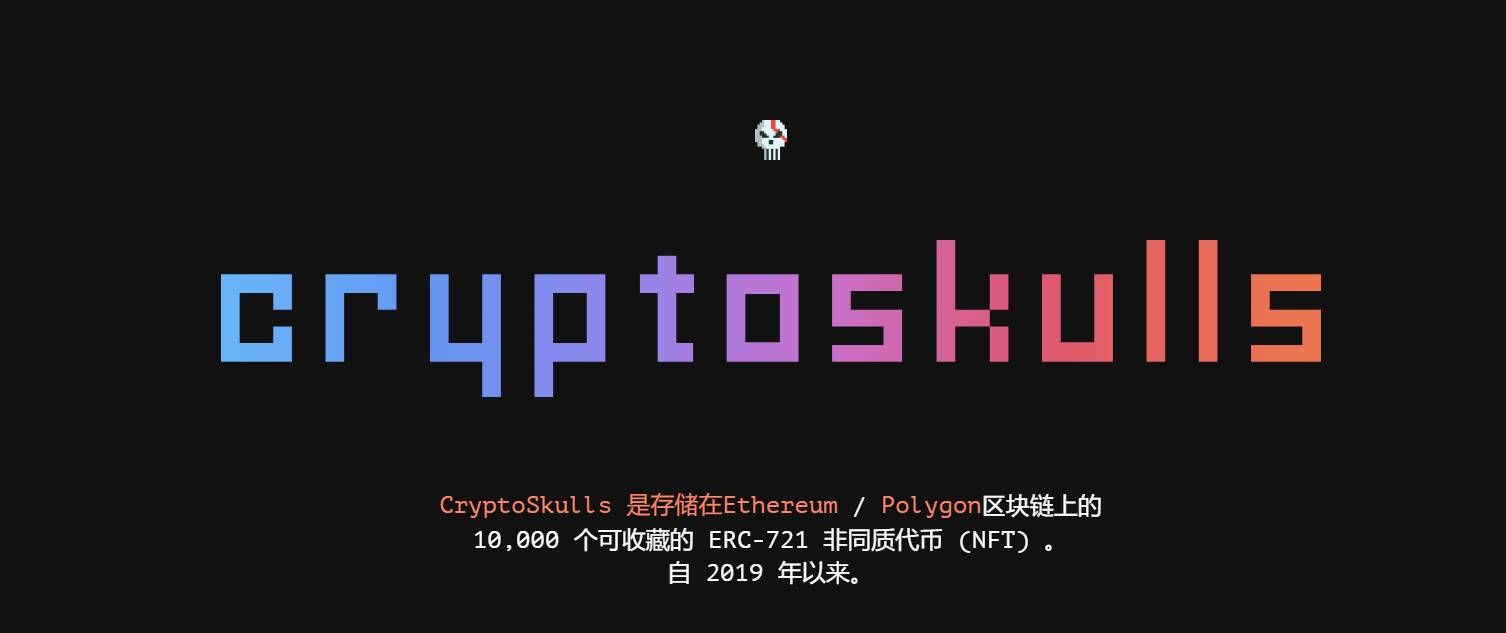 cryptoskulls
CryptoSkulls 是存储在Ethereum / Polygon区块链上的
10,000 个可收藏的 ERC-721 非同质代币 (NFT) 。
自 2019 年以来。